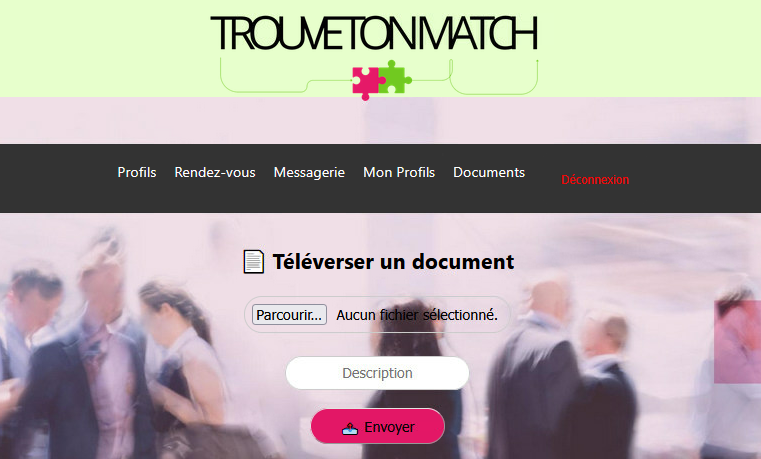 TROUVETONMATCH
Profils Rendez-vous Messagerie Mon Profils Documents Déconnexion
Téléverser un document
Parcourir... Aucun fichier sélectionné.
Description
Envoyer